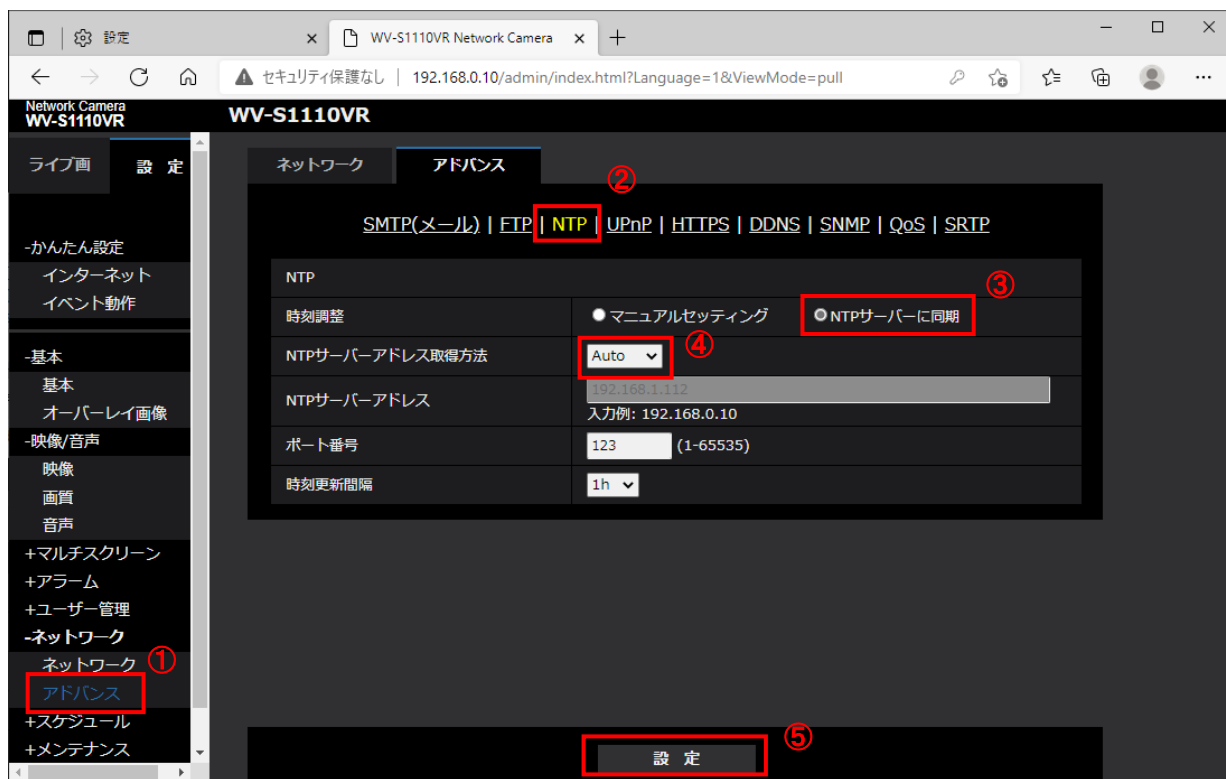 設定
WV-S1110VR Network Camera
セキュリティ保護なし | 192.168.0.10/admin/index.html?Language=1&ViewMode=pull
Network Camera
WV-S1110VR
WV-S1110VR
ライブ画
設 定
-かんたん設定
インターネット
イベント動作
-基本
基本
オーバーレイ画像
-映像/音声
映像
画質
音声
+マルチスクリーン
+アラーム
+ユーザー管理
-ネットワーク
ネットワーク
①
アドバンス
+スケジュール
+メンテナンス
ネットワーク
アドバンス
②
SMTP(メール) | FTP | NTP | UPnP | HTTPS | DDNS | SNMP | QoS | SRTP
NTP
③
時刻調整
マニュアルセッティング
NTPサーバーに同期
NTPサーバーアドレス取得方法
Auto
④
NTPサーバーアドレス
192.168.1.112
入力例: 192.168.0.10
ポート番号
123 (1-65535)
時刻更新間隔
1h
設 定
⑤